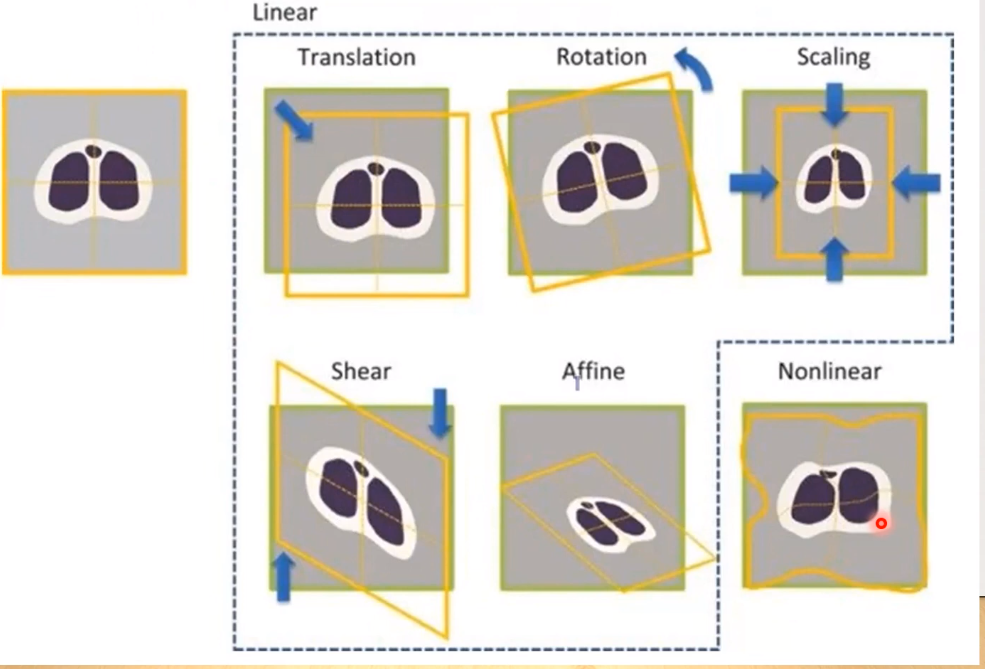 Linear
Translation
Rotation
Scaling
Shear
Affine
Nonlinear